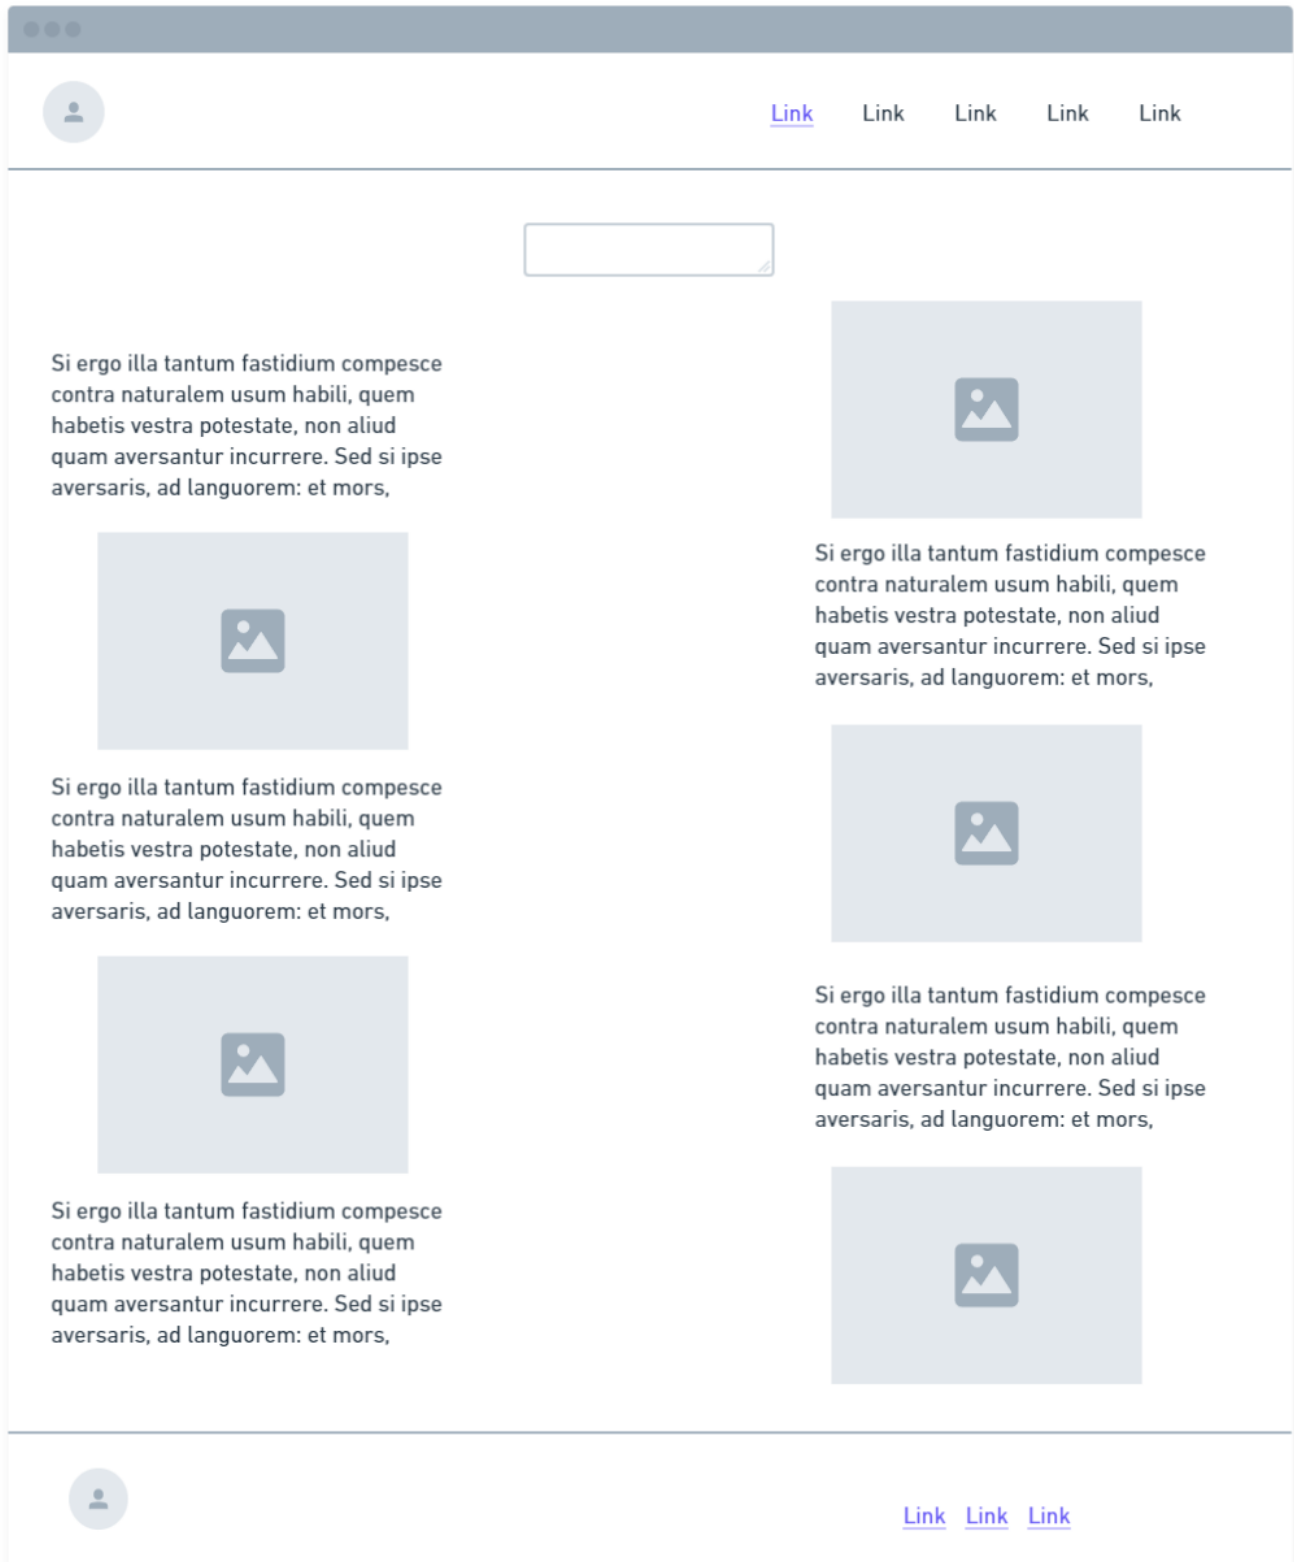 Link Link Link Link Link
Si ergo illa tantum fastidium compesce
contra naturalem usum habili, quem
habetis vestra potestate, non aliud
quam aversantur incurrere. Sed si ipse
aversaris, ad languorem: et mors,
Si ergo illa tantum fastidium compesce
contra naturalem usum habili, quem
habetis vestra potestate, non aliud
quam aversantur incurrere. Sed si ipse
aversaris, ad languorem: et mors,
Si ergo illa tantum fastidium compesce
contra naturalem usum habili, quem
habetis vestra potestate, non aliud
quam aversantur incurrere. Sed si ipse
aversaris, ad languorem: et mors,
Si ergo illa tantum fastidium compesce
contra naturalem usum habili, quem
habetis vestra potestate, non aliud
quam aversantur incurrere. Sed si ipse
aversaris, ad languorem: et mors,
Si ergo illa tantum fastidium compesce
contra naturalem usum habili, quem
habetis vestra potestate, non aliud
quam aversantur incurrere. Sed si ipse
aversaris, ad languorem: et mors,
Link Link Link